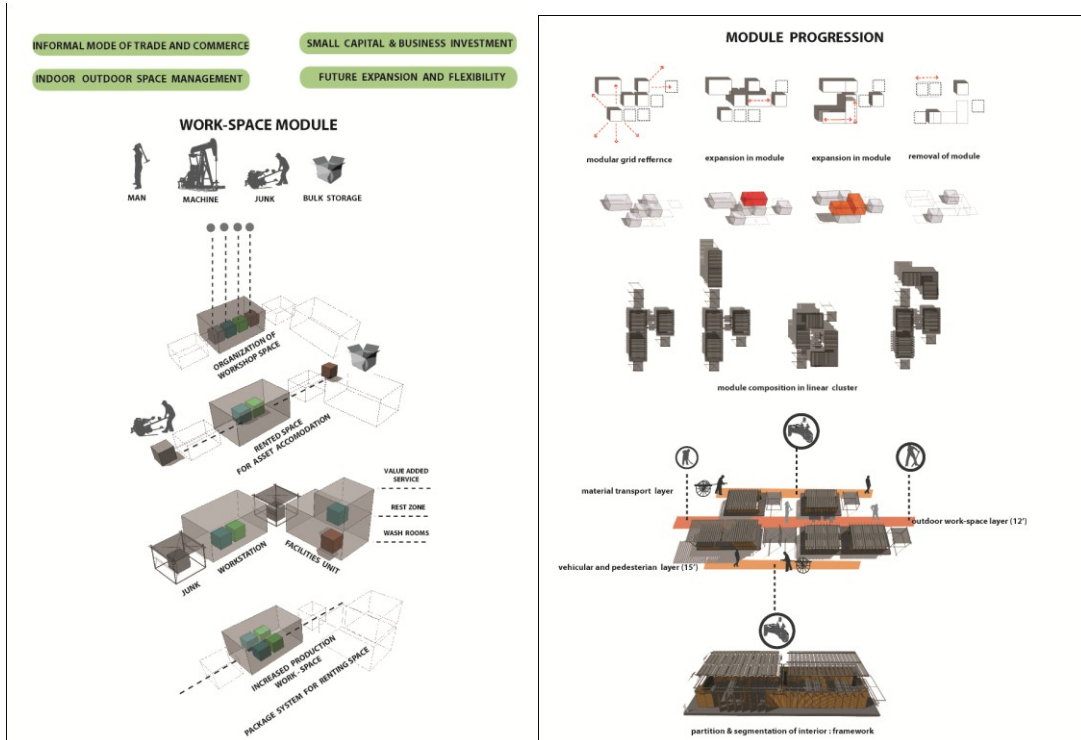 INFORMAL MODE OF TRADE AND COMMERCE
SMALL CAPITAL & BUSINESS INVESTMENT
INDOOR OUTDOOR SPACE MANAGEMENT
FUTURE EXPANSION AND FLEXIBILITY
WORK-SPACE MODULE
MAN
MACHINE
JUNK
BULK STORAGE
ORGANIZATION OF
WORKSHOP SPACE
RENTED SPACE
FOR ASSET ACCOMODATION
VALUE ADDED
SERVICE
REST ZONE
WASH ROOMS
JUNK
WORKSTATION
FACILITIES UNIT
INCREASED PRODUCTION
WORK - SPACE
PACKAGE SYSTEM FOR RENTING SPACE
MODULE PROGRESSION
modular grid reffernce
expansion in module
expansion in module
removal of module
module composition in linear cluster
material transport layer
outdoor work-space layer (12')
vehicular and pedesterian layer (15')
partition & segmentation of interior : framework